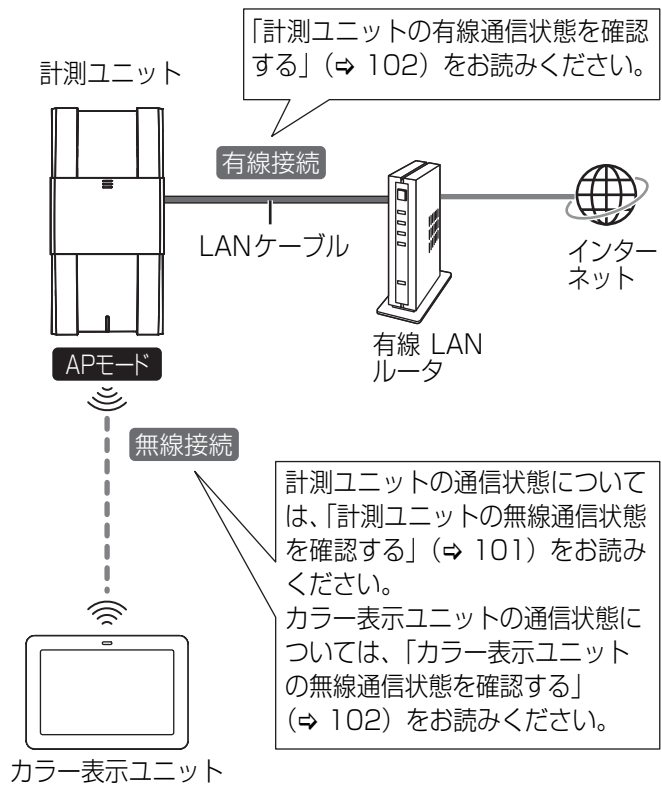 「計測ユニットの有線通信状態を確認
する」（⇨ 102）をお読みください。
計測ユニット
有線接続
LANケーブル
インター
ネット
有線 LAN
ルータ
APモード
無線接続
計測ユニットの通信状態について
は、「計測ユニットの無線通信状態
を確認する」（⇨ 101）をお読み
ください。
カラー表示ユニットの通信状態に
ついては、「カラー表示ユニット
の無線通信状態を確認する」
（⇨ 102）をお読みください。
カラー表示ユニット